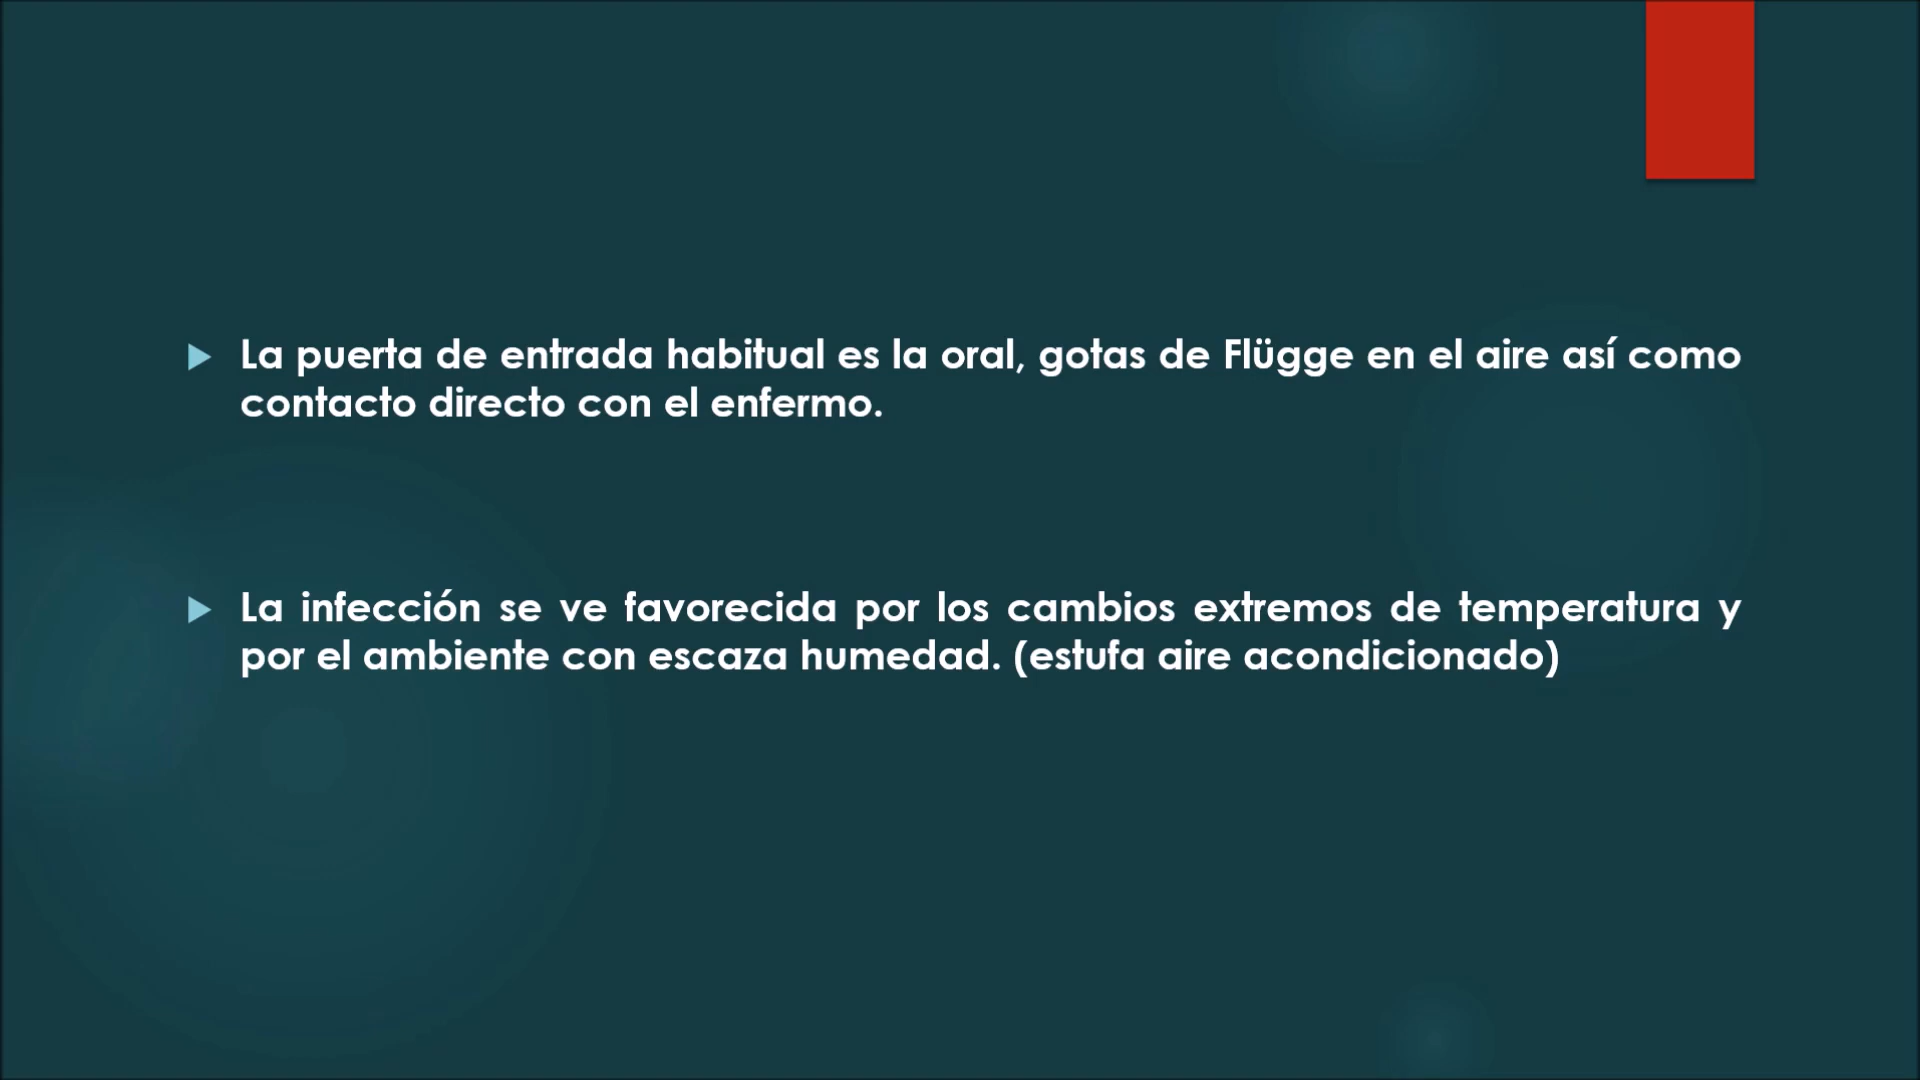 La puerta de entrada habitual es la oral, gotas de Flügge en el aire así como
contacto directo con el enfermo.
La infección se ve favorecida por los cambios extremos de temperatura y
por el ambiente con escaza humedad. (estufa aire acondicionado)